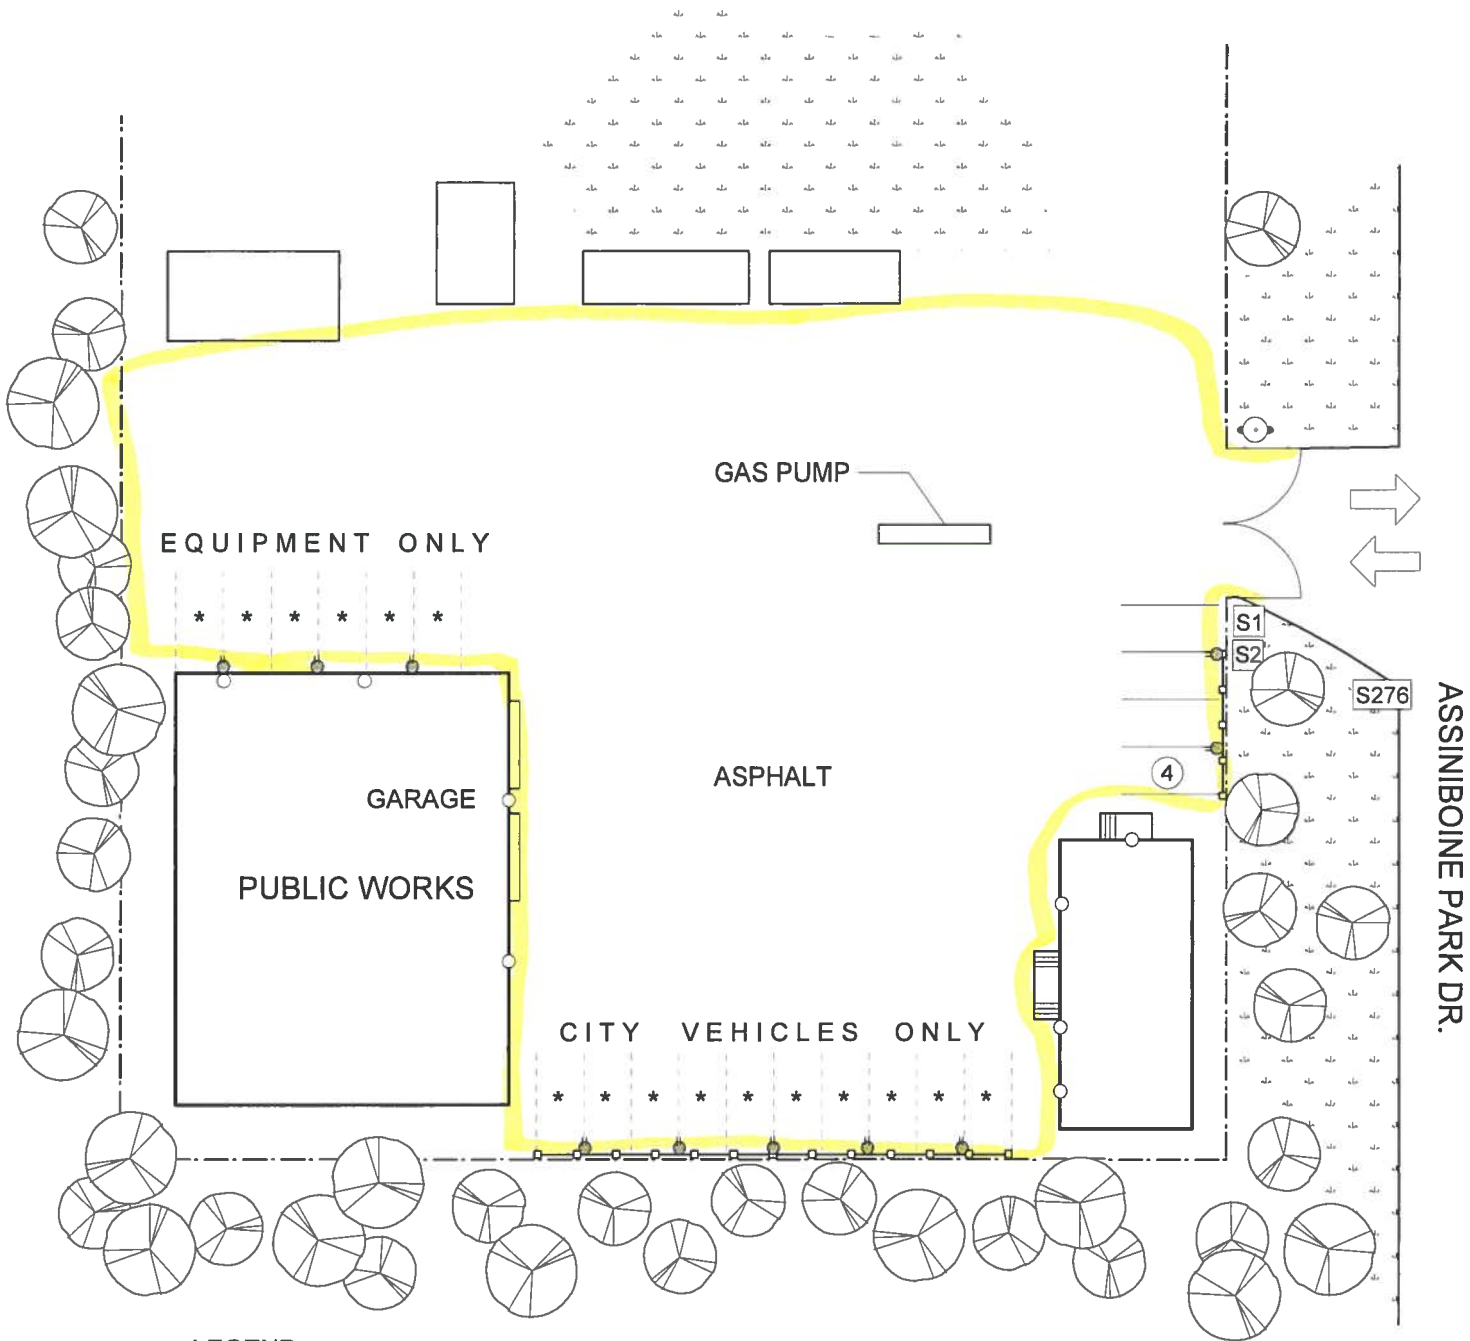 GAS PUMP
EQUIPMENT ONLY
* * * * * *
S1
S2
S276
ASSINIBOINE PARK DR.
4
ASPHALT
GARAGE
PUBLIC WORKS
CITY VEHICLES ONLY
* * * * * * * * * *